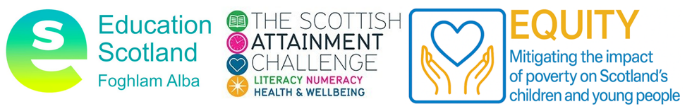 Education
Scotland
Foghlam Alba
THE SCOTTISH
ATTAINMENT
CHALLENGE
LITERACY NUMERACY
HEALTH & WELLBEING
EQUITY
Mitigating the impact
of poverty on Scotland's
children and young people